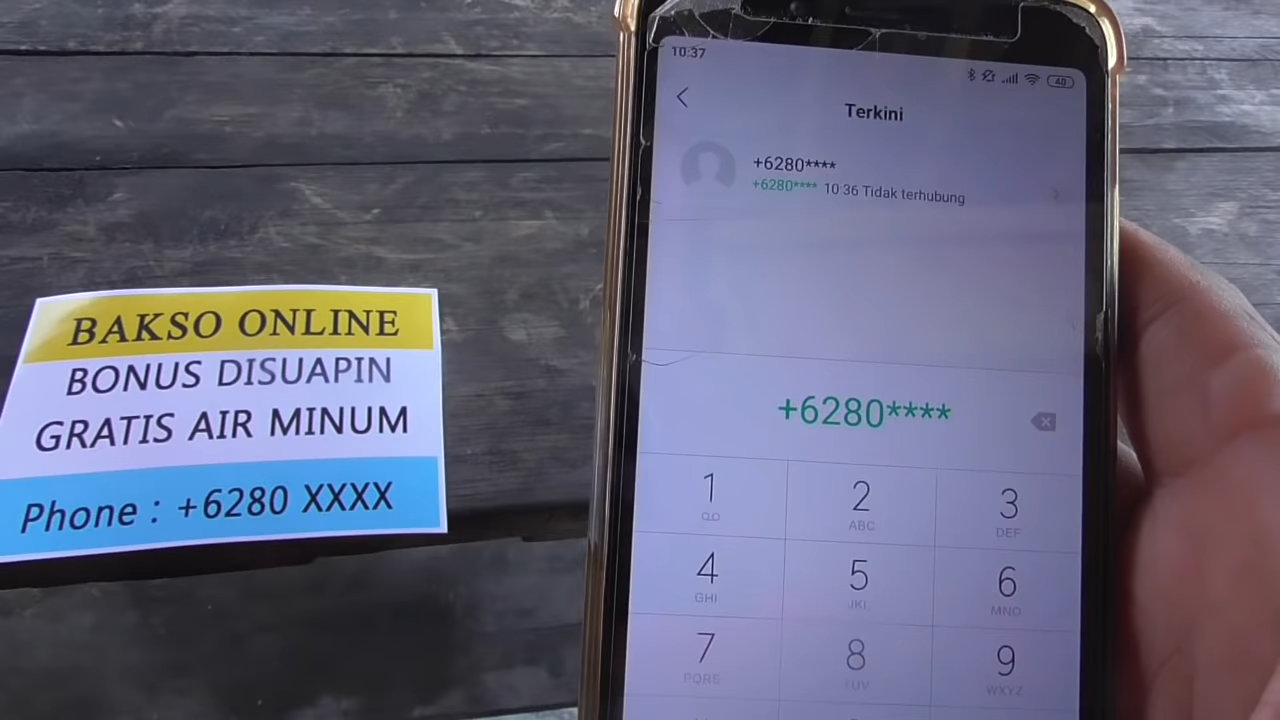 BAKSO ONLINE
BONUS DISUAPIN
GRATIS AIR MINUM
Phone : +6280 XXXX
10:37
40
Terkini
+6280****
+6280**** 10:36 Tidak terhubung
+6280****
1 2 3
ABC DEF
4 5 6
GHI JKL MNO
7 8 9
PQRS TUV WXYZ